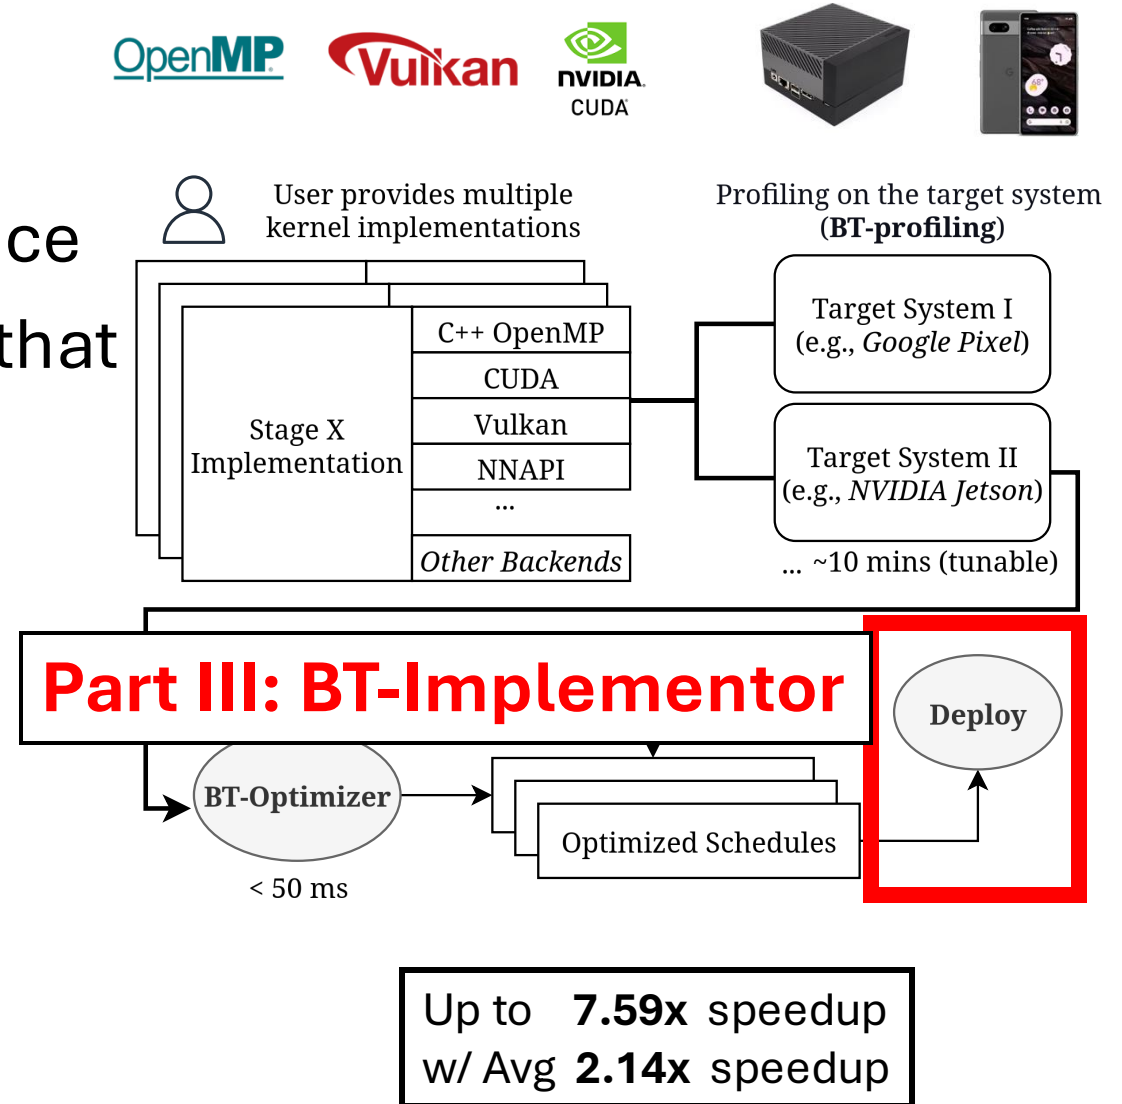 OpenMP
Vulkan
NVIDIA
CUDA
User provides multiple
kernel implementations
Profiling on the target system
(BT-profiling)
ce
that
Stage X
Implementation
C++ OpenMP
CUDA
Vulkan
NNAPI
...
Other Backends
Target System I
(e.g., Google Pixel)
Target System II
(e.g., NVIDIA Jetson)
... ~10 mins (tunable)
Part III: BT-Implementor
Deploy
BT-Optimizer
< 50 ms
Optimized Schedules
Up to 7.59x speedup
w/ Avg 2.14x speedup